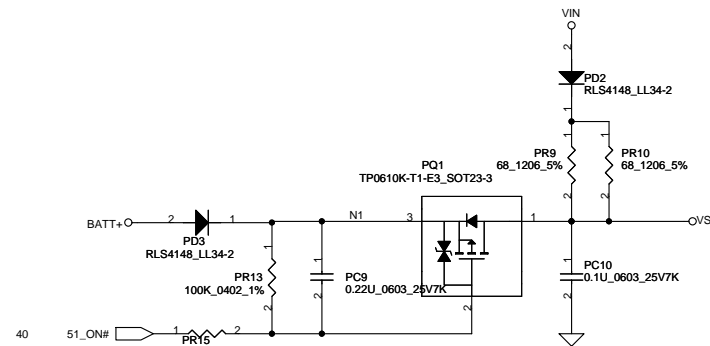 VIN
2
PD2
RLS4148_LL34-2
1
1
1
PR9
68_1206_5%
PR10
68_1206_5%
2
2
PQ1
TP0610K-T1-E3_SOT23-3
BATT+
2
1
N1
3
1
VS
PD3
RLS4148_LL34-2
1
PR13
100K_0402_1%
2
1
PC9
0.22U_0603_25V7K
2
2
1
PC10
0.1U_0603_25V7K
2
40
51_ON#
1
2
PR15